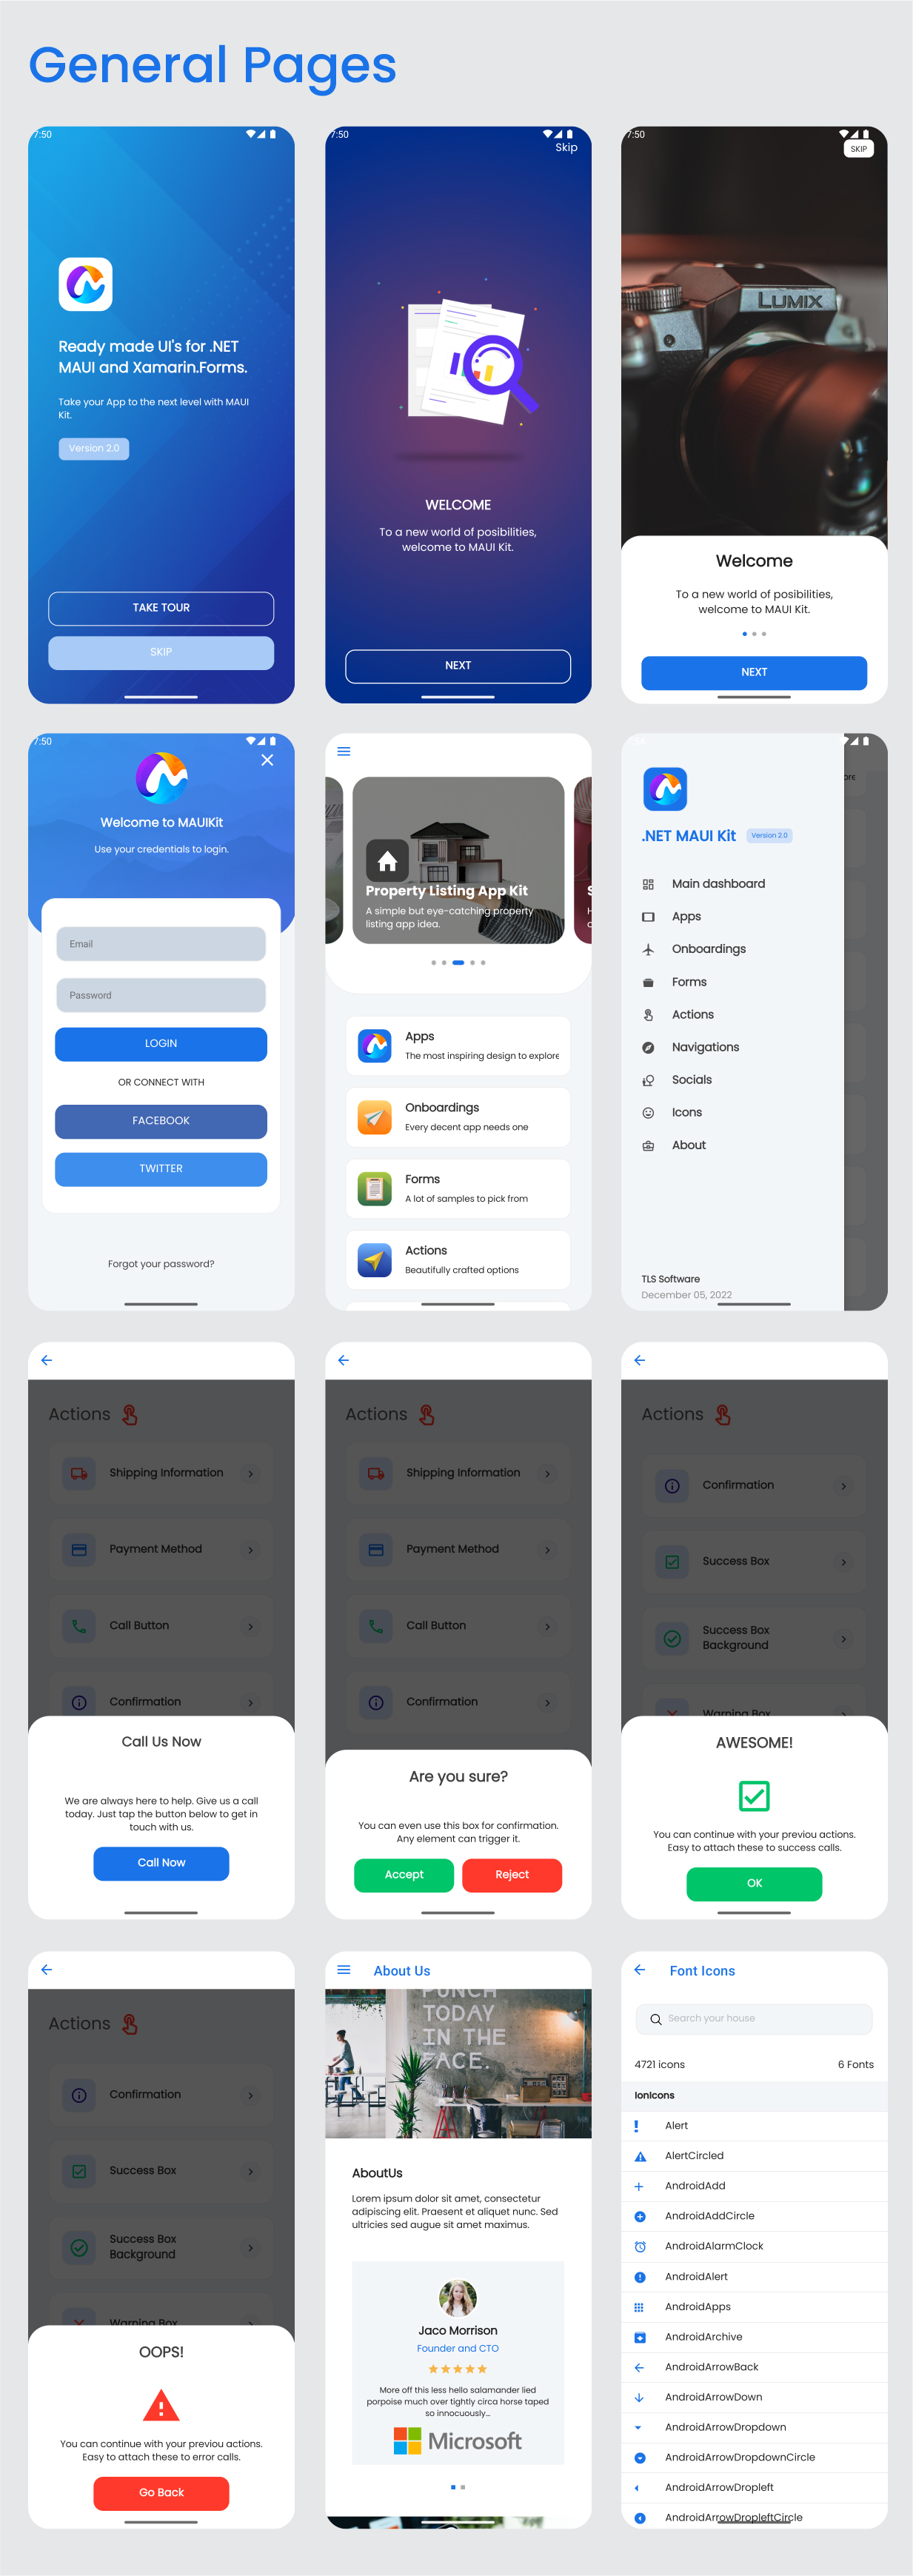 General Pages
7:50
Ready made UI's for .NET
MAUI and Xamarin.Forms.
Take your App to the next level with MAUI
Kit.
Version 2.0
TAKE TOUR
SKIP
7:50
Skip
WELCOME
To a new world of posibilities,
welcome to MAUI Kit.
NEXT
7:50
SKIP
LUMIX
Welcome
To a new world of posibilities,
welcome to MAUI Kit.
NEXT
7:50
Welcome to MAUIKit
Use your credentials to login.
Email
Password
LOGIN
OR CONNECT WITH
FACEBOOK
TWITTER
Forgot your password?
Property Listing App Kit
A simple but eye-catching property
listing app idea.
S
H
Apps
The most inspiring design to explore
Onboardings
Every decent app needs one
Forms
A lot of samples to pick from
Actions
Beautifully crafted options
ore
.NET MAUI Kit
Version 2.0
Main dashboard
Apps
Onboardings
Forms
Actions
Navigations
Socials
Icons
About
TLS Software
December 05, 2022
Actions
Shipping Information
Payment Method
Call Button
Confirmation
Call Us Now
We are always here to help. Give us a call
today. Just tap the button below to get in
touch with us.
Call Now
Actions
Shipping Information
Payment Method
Call Button
Confirmation
Are you sure?
You can even use this box for confirmation.
Any element can trigger it.
Accept
Reject
Actions
Confirmation
Success Box
Success Box
Background
Warning Box
AWESOME!
You can continue with your previou actions.
Easy to attach these to success calls.
OK
Actions
Confirmation
Success Box
Success Box
Background
Warning Box
OOPS!
You can continue with your previou actions.
Easy to attach these to error calls.
Go Back
About Us
PUNCH
TODAY
IN THE
FACE.
AboutUs
Lorem ipsum dolor sit amet, consectetur
adipiscing elit. Praesent et aliquet nunc. Sed
ultricies sed augue sit amet maximus.
Jaco Morrison
Founder and CTO
More off this less hello salamander lied
porpoise much over tightly circa horse taped
so innocuously...
Microsoft
Font Icons
Search your house
4721 icons
6 Fonts
Ionicons
Alert
AlertCircled
AndroidAdd
AndroidAddCircle
AndroidAlarmClock
AndroidAlert
AndroidApps
AndroidArchive
AndroidArrowBack
AndroidArrowDown
AndroidArrowDropdown
AndroidArrowDropdownCircle
AndroidArrowDropleft
AndroidArrowDropleftCircle